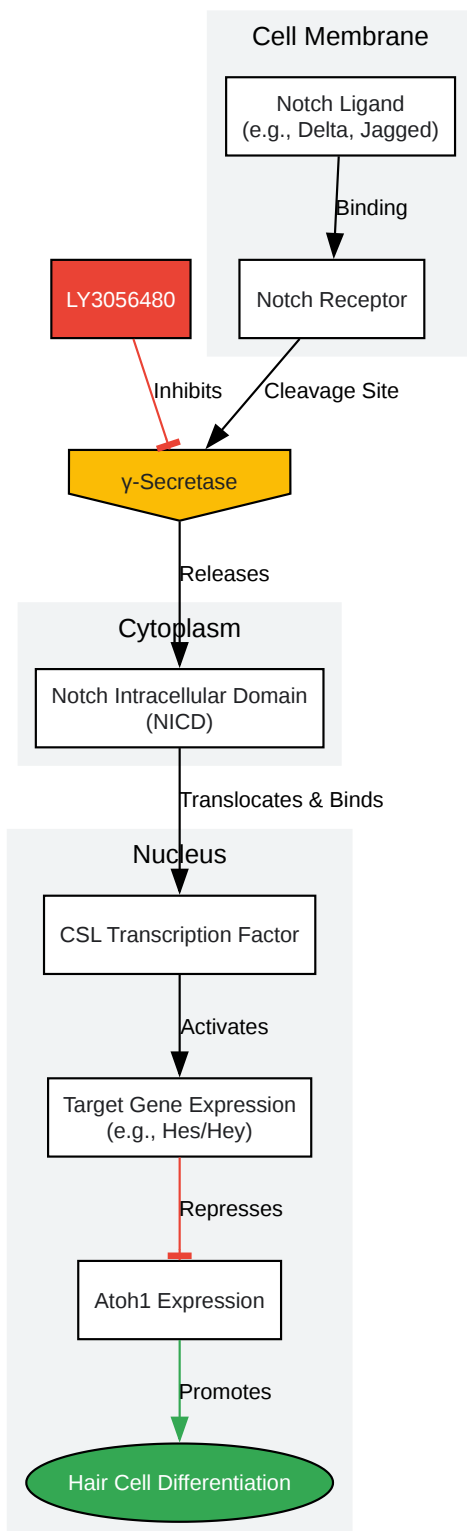 Cell Membrane
Notch Ligand
(e.g., Delta, Jagged)
Binding
LY3056480
Notch Receptor
Inhibits
Cleavage Site
γ-Secretase
Releases
Cytoplasm
Notch Intracellular Domain
(NICD)
Translocates & Binds
Nucleus
CSL Transcription Factor
Activates
Target Gene Expression
(e.g., Hes/Hey)
Represses
Atoh1 Expression
Promotes
Hair Cell Differentiation